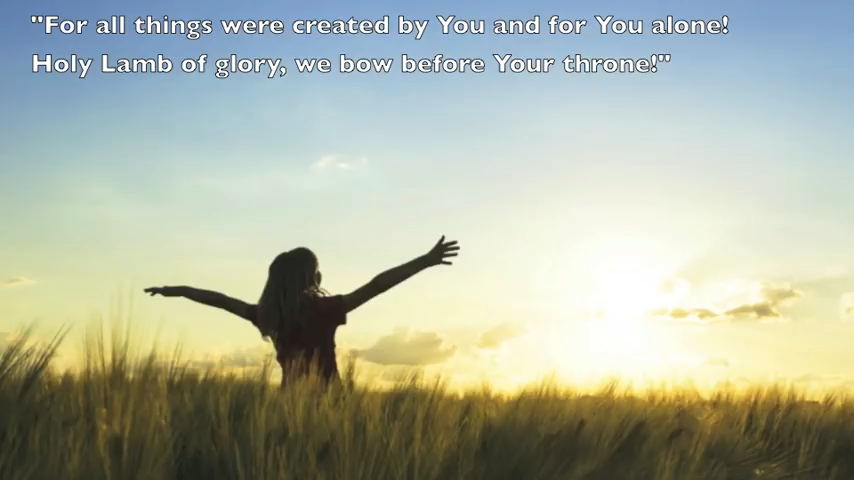 "For all things were created by You and for You alone!
Holy Lamb of glory, we bow before Your throne!"